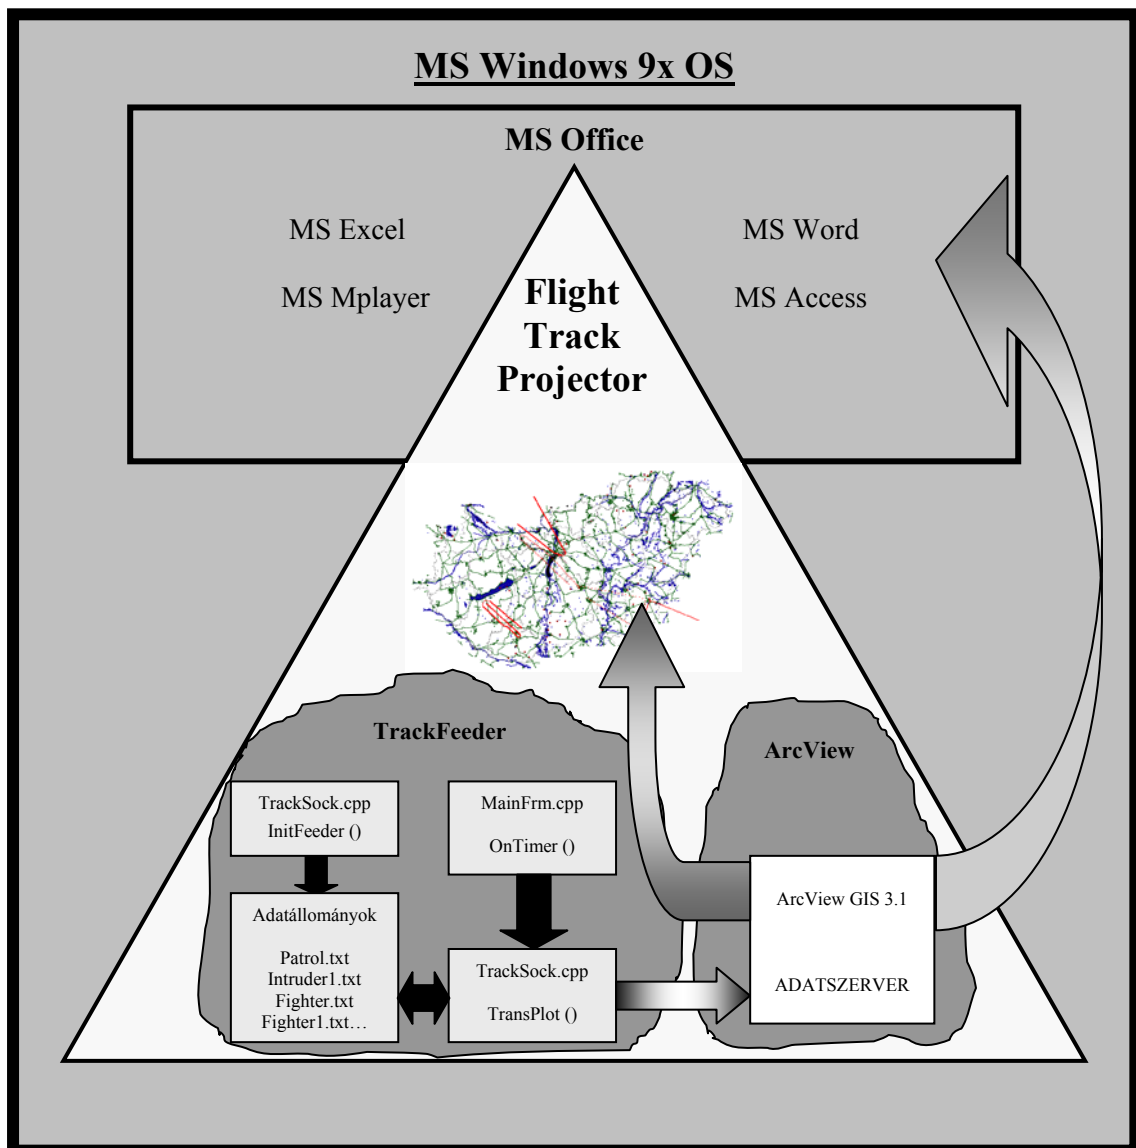 MS Windows 9x OS
MS Office
MS Excel
MS Word
MS Mplayer
MS Access
Flight
Track
Projector
TrackFeeder
ArcView
TrackSock.cpp
InitFeeder ()
MainFrm.cpp
OnTimer ()
Adatállományok
Patrol.txt
Intruder1.txt
Fighter.txt
Fighter1.txt…
TrackSock.cpp
TransPlot ()
ArcView GIS 3.1
ADATSZERVER